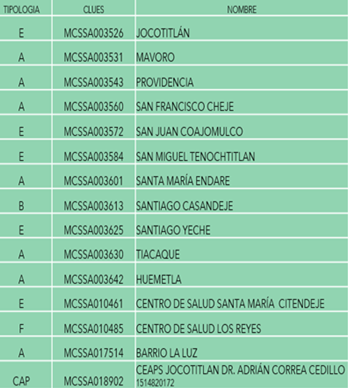 TIPOLOGIA CLUES NOMBRE
E MCSSA003526 JOCOTITLÁN
A MCSSA003531 MAVORO
A MCSSA003543 PROVIDENCIA
A MCSSA003560 SAN FRANCISCO CHEJE
E MCSSA003572 SAN JUAN COAJOMULCO
E MCSSA003584 SAN MIGUEL TENOCHTITLAN
A MCSSA003601 SANTA MARÍA ENDARE
B MCSSA003613 SANTIAGO CASANDEJE
E MCSSA003625 SANTIAGO YECHE
A MCSSA003630 TIACAQUE
A MCSSA003642 HUEMETLA
E MCSSA010461 CENTRO DE SALUD SANTA MARÍA CITENDEJE
F MCSSA010485 CENTRO DE SALUD LOS REYES
A MCSSA017514 BARRIO LA LUZ
CAP MCSSA018902 CEAPS JOCOTITLAN DR. ADRIÁN CORREA CEDILLO
1514820172